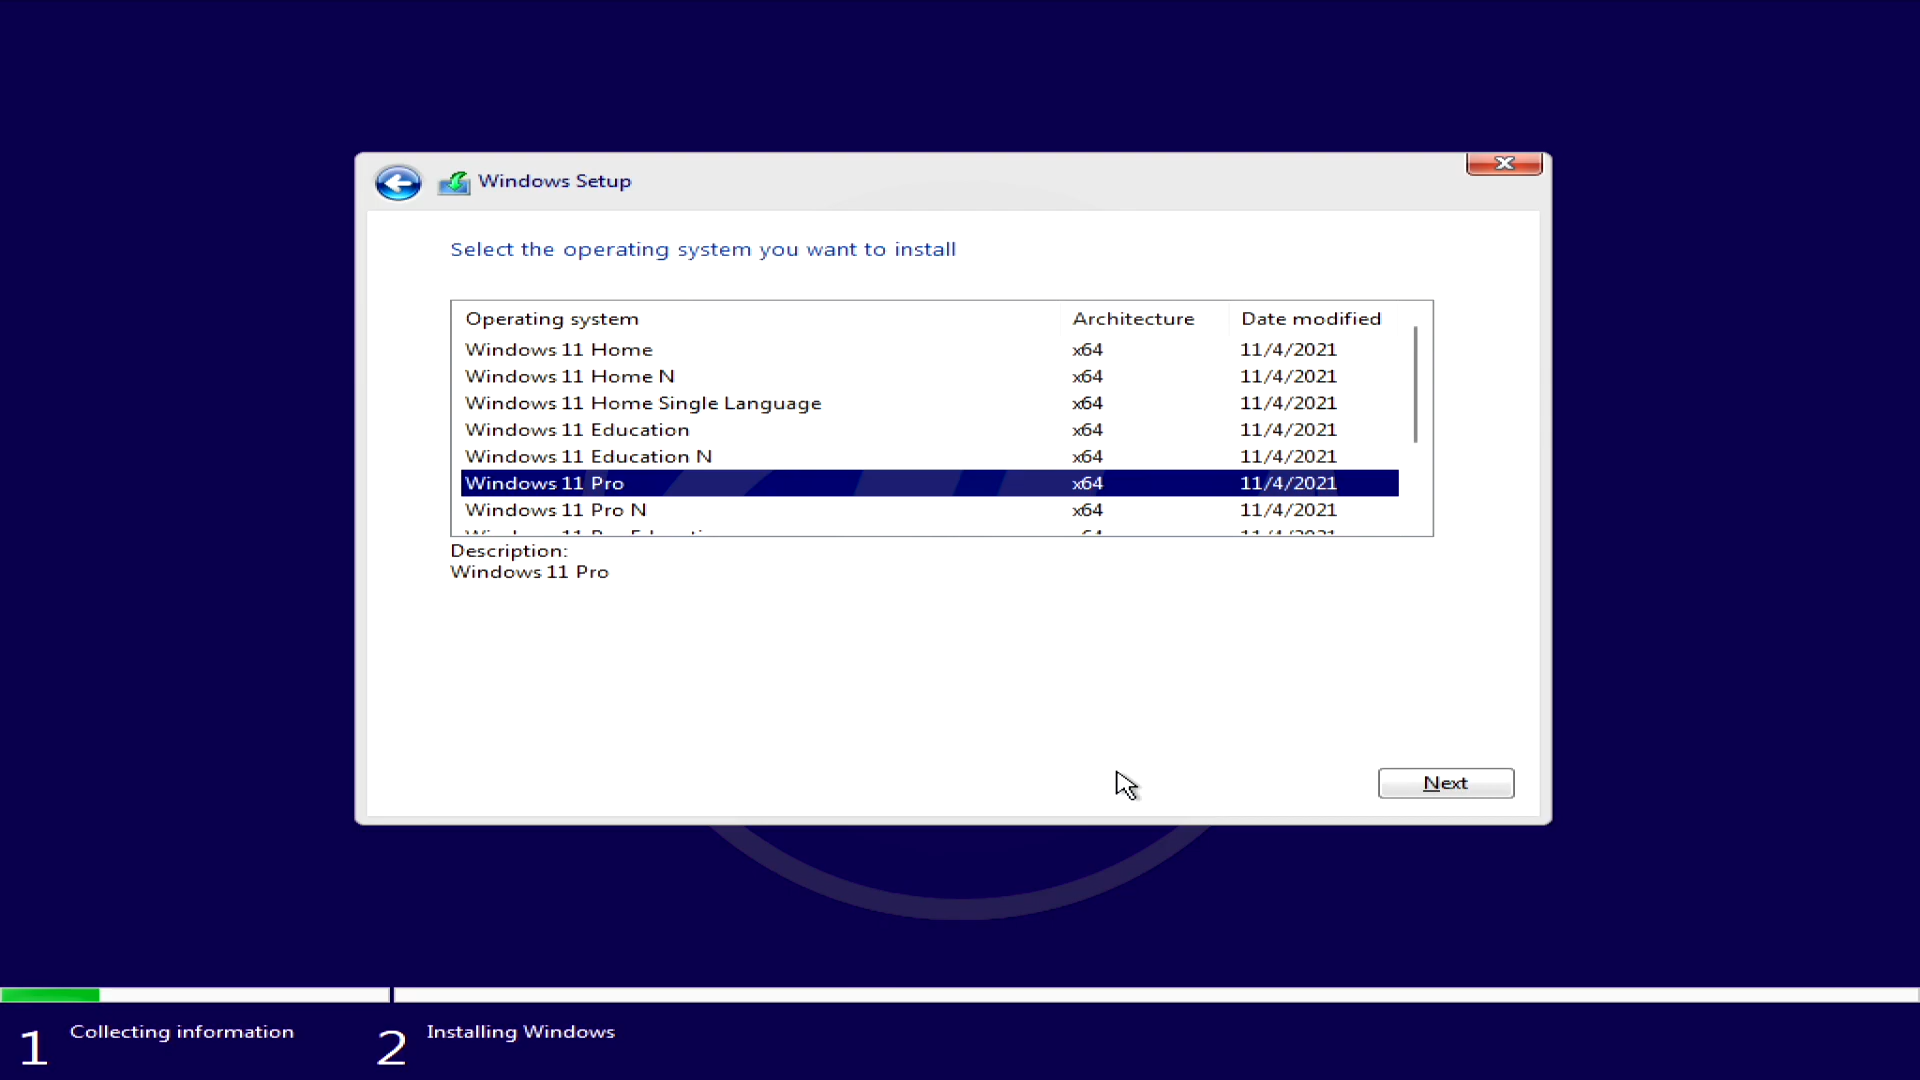 Windows Setup
Select the operating system you want to install
Operating system Architecture Date modified
Windows 11 Home x64 11/4/2021
Windows 11 Home N x64 11/4/2021
Windows 11 Home Single Language x64 11/4/2021
Windows 11 Education x64 11/4/2021
Windows 11 Education N x64 11/4/2021
Windows 11 Pro x64 11/4/2021
Windows 11 Pro N x64 11/4/2021
Description:
Windows 11 Pro
Next
1 Collecting information 2 Installing Windows